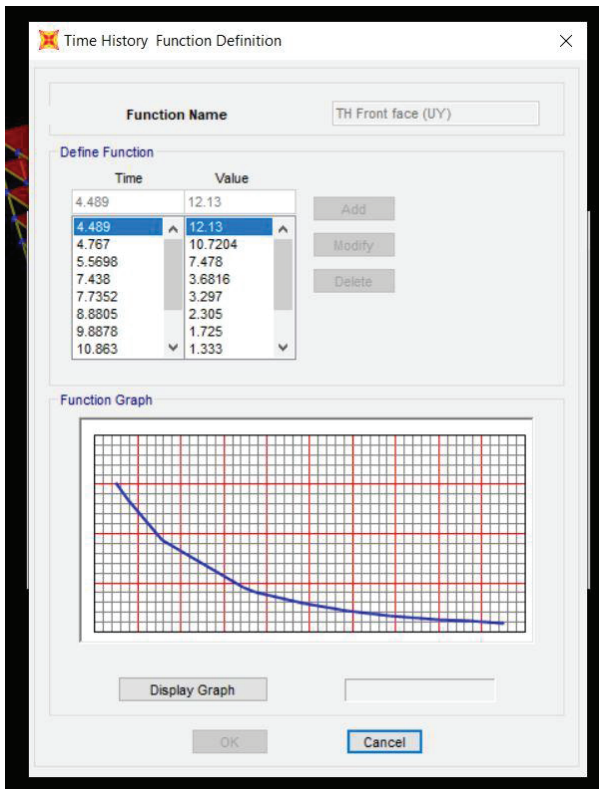 Time History Function Definition
Function Name TH Front face (UY)
Define Function
Time Value
4.489 12.13 Add
4.489 12.13
4.767 10.7204 Modify
5.5698 7.478
7.438 3.6816 Delete
7.7352 3.297
8.8805 2.305
9.8878 1.725
10.863 1.333
Function Graph
Display Graph
OK Cancel